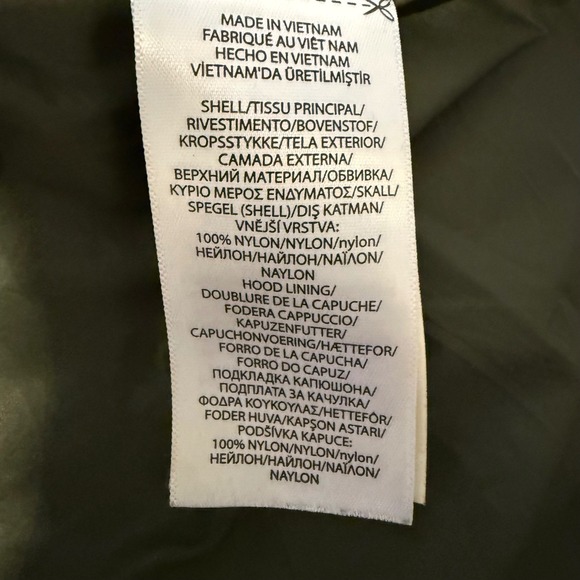 MADE IN VIETNAM
FABRIQUÉ AU VIÊT NAM
HECHO EN VIETNAM
VİETNAM'DA ÜRETİLMİŞTİR
SHELL/TISSU PRINCIPAL/
RIVESTIMENTO/BOVENSTOF/
KROPSSTYKKE/TELA EXTERIOR/
CAMADA EXTERNA/
ВЕРХНИЙ МАТЕРИАЛ/ОБВИВКА/
ΚΥΡΙΟ ΜΕΡΟΣ ΕΝΔΥΜΑΤΟΣ/SKALL/
SPEGEL (SHELL)/DIŞ KATMAN/
VNĚJŠÍ VRSTVA:
100% NYLON/NYLON/nylon/
НЕЙЛОН/НАЙЛОН/ΝΑΪΛΟΝ/
NAYLON
HOOD LINING/
DOUBLURE DE LA CAPUCHE/
FODERA CAPPUCCIO/
KAPUZENFUTTER/
CAPUCHONVOERING/HÆTTEFOR/
FORRO DE LA CAPUCHA/
FORRO DO CAPUZ/
ПОДКЛАДКА КАПЮШОНА/
ПОДПЛАТА ЗА КАЧУЛКА/
ΦΟΔΡΑ ΚΟΥΚΟΥΛΑΣ/HETTEFÔR/
FODER HUVA/KAPŞON ASTARI/
PODŠÍVKA KAPUCE:
100% NYLON/NYLON/nylon/
НЕЙЛОН/НАЙЛОН/ΝΑΪΛΟΝ/
NAYLON